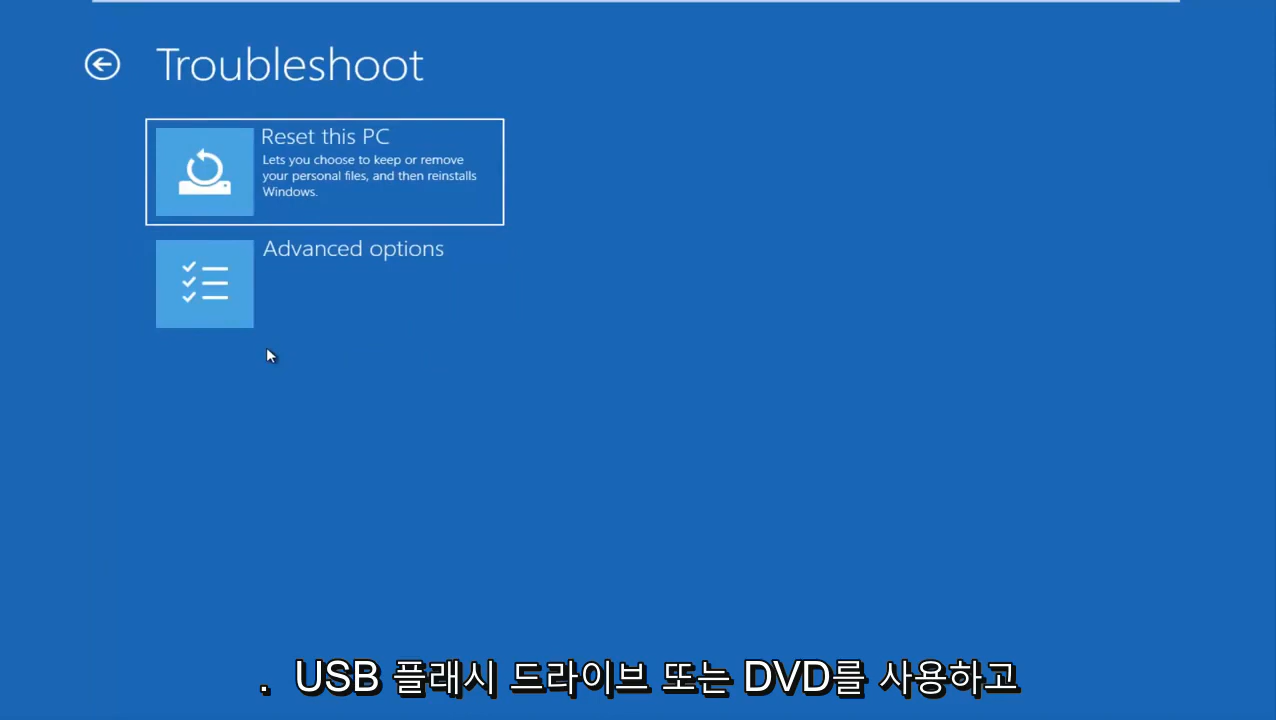 Troubleshoot
Reset this PC
Lets you choose to keep or remove
your personal files, and then reinstalls
Windows.
Advanced options
. USB 플래시 드라이브 또는 DVD를 사용하고